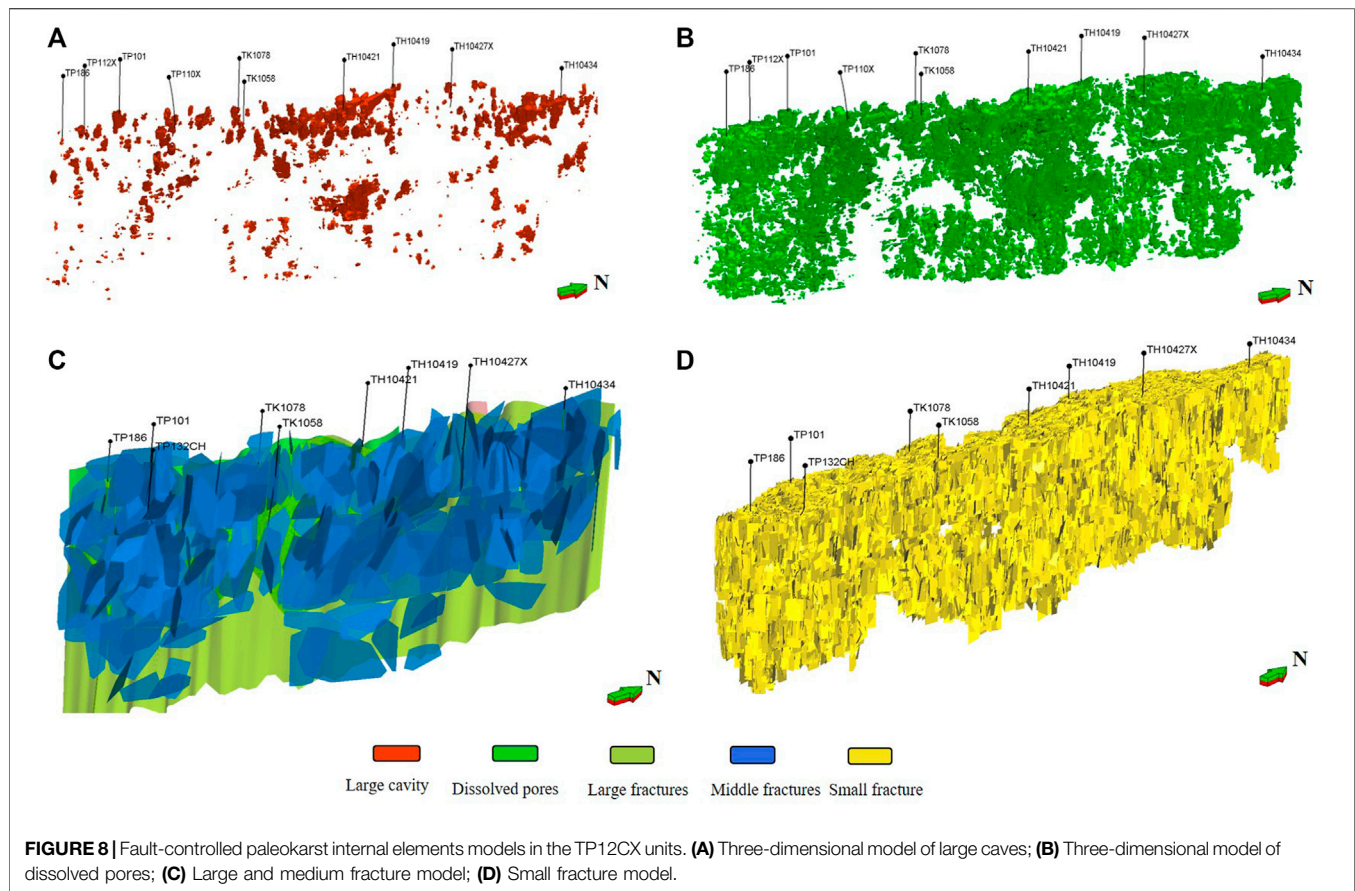 A
TP186
TP112X
TP101
TP110X
TK1078
TK1058
TH10421
TH10419
TH10427X
TH10434
N
B
TP186
TP112X
TP101
TP110X
TK1078
TK1058
TH10421
TH10419
TH10427X
TH10434
N
C
TP186
TP101
TP132CH
TK1078
TK1058
TH10421
TH10419
TH10427X
TH10434
N
D
TP186
TP101
TP132CH
TK1078
TK1058
TH10421
TH10419
TH10427X
TH10434
N
Large cavity
Dissolved pores
Large fractures
Middle fractures
Small fracture
FIGURE 8 | Fault-controlled paleokarst internal elements models in the TP12CX units. (A) Three-dimensional model of large caves; (B) Three-dimensional model of
dissolved pores; (C) Large and medium fracture model; (D) Small fracture model.